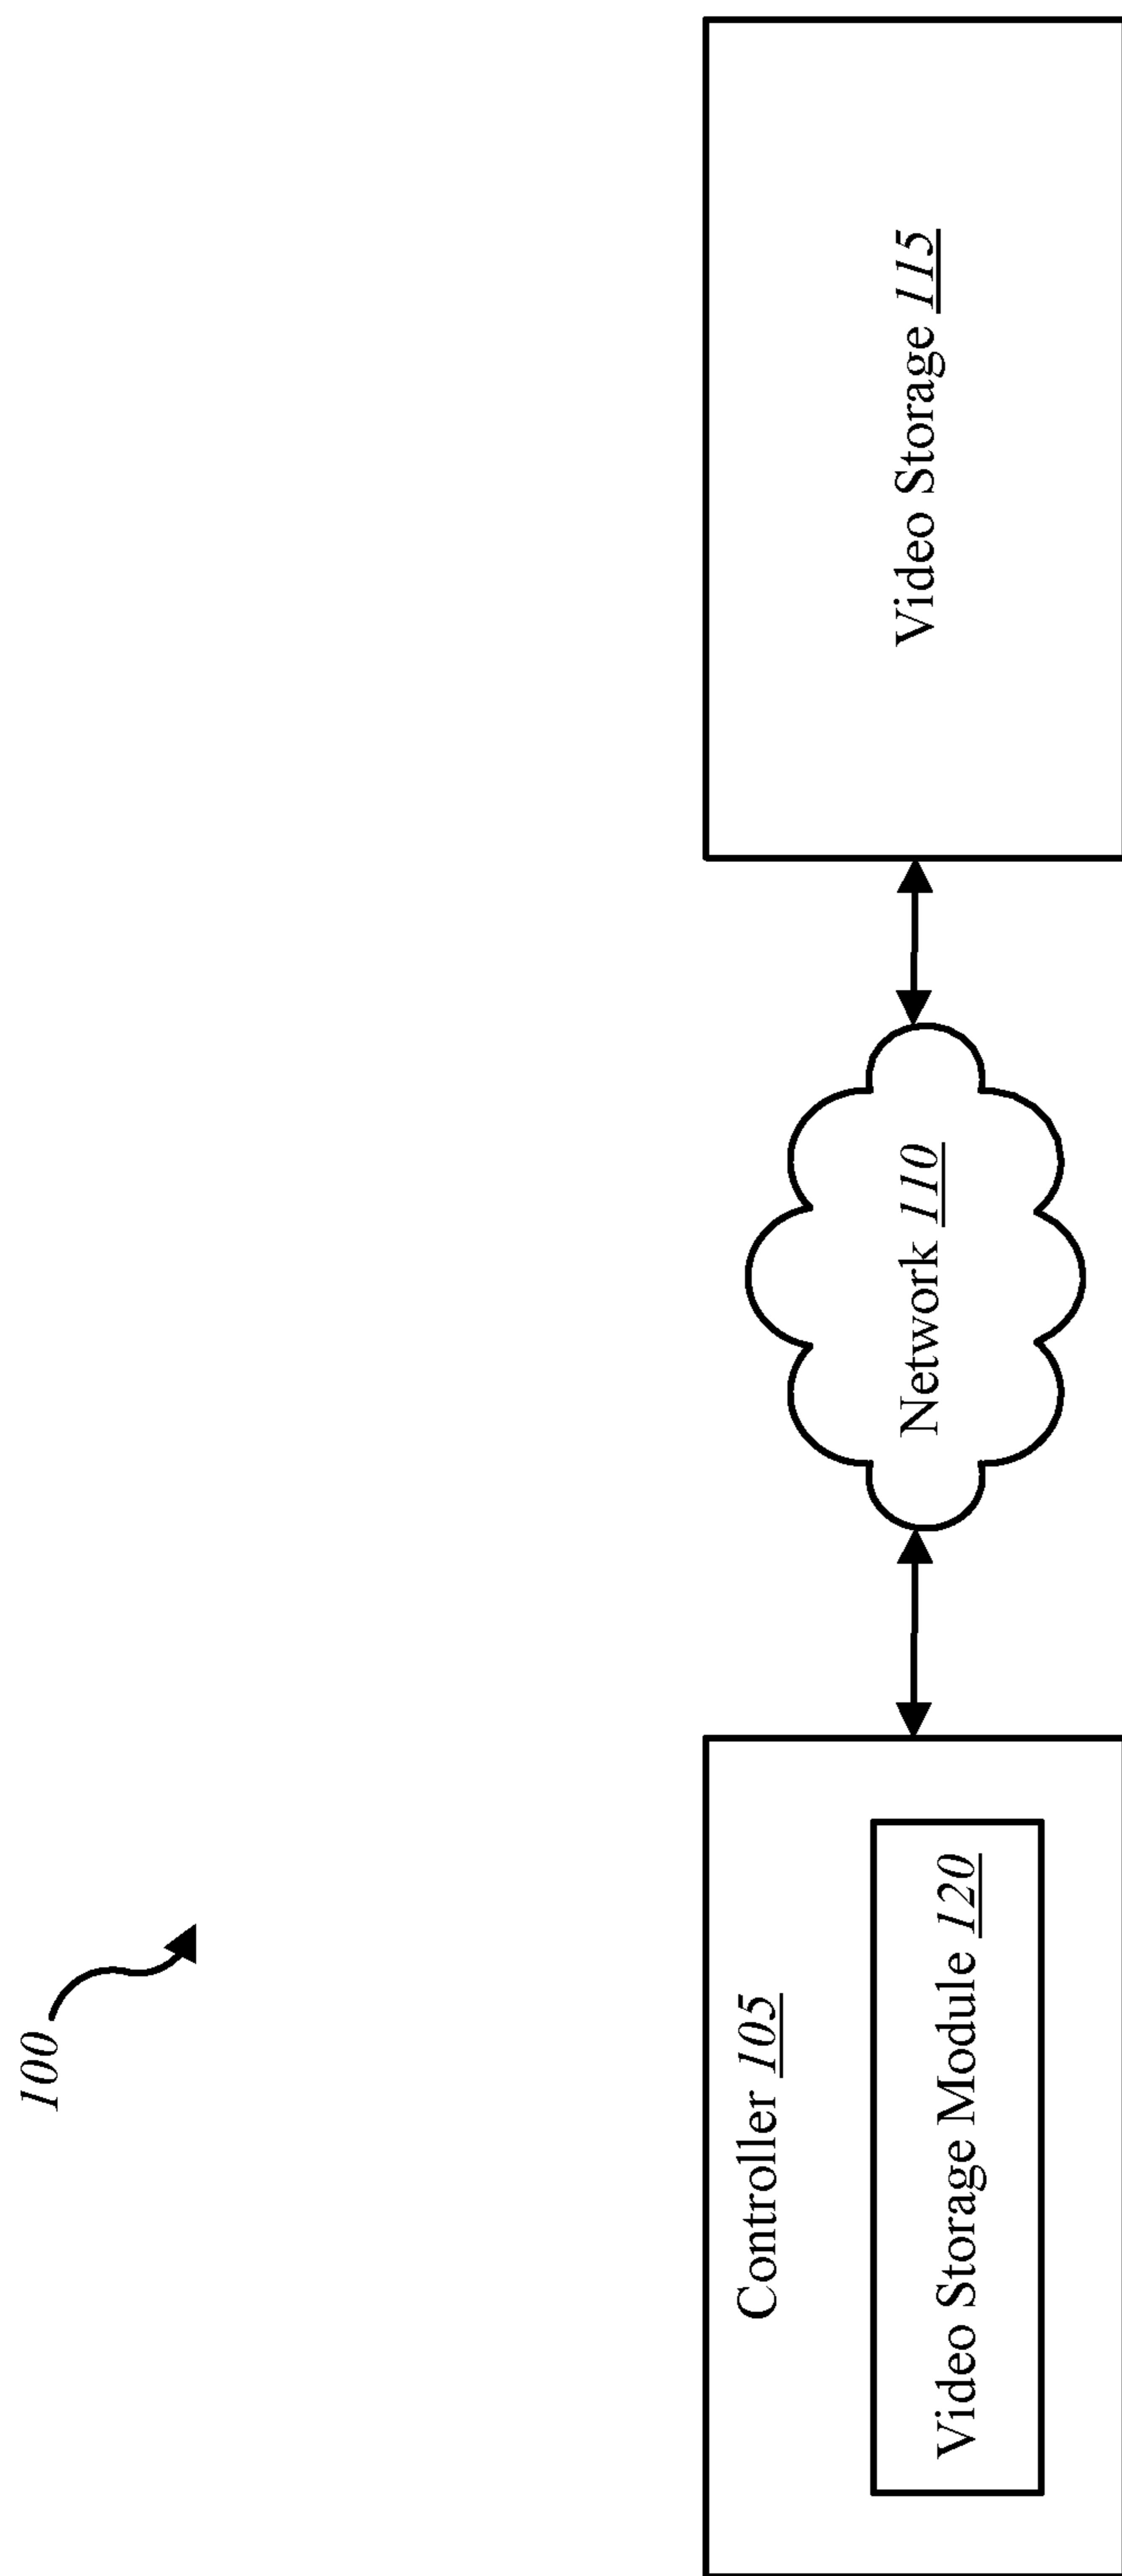 100
Controller 105
Video Storage Module 120
Network 110
Video Storage 115